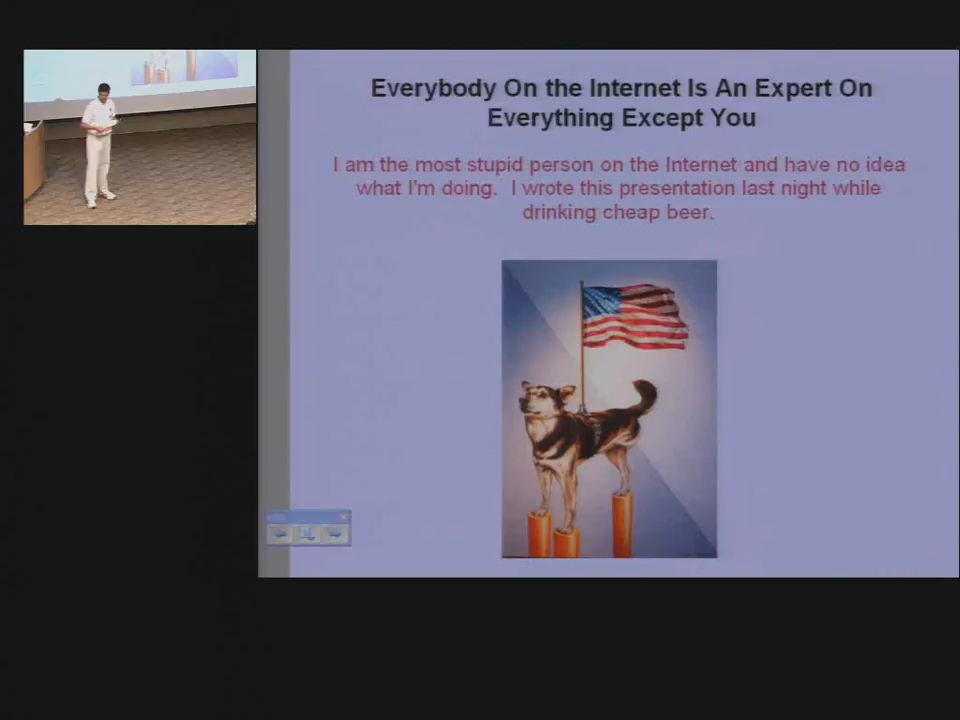 Everybody On the Internet Is An Expert On
Everything Except You
I am the most stupid person on the Internet and have no idea
what I'm doing. I wrote this presentation last night while
drinking cheap beer.